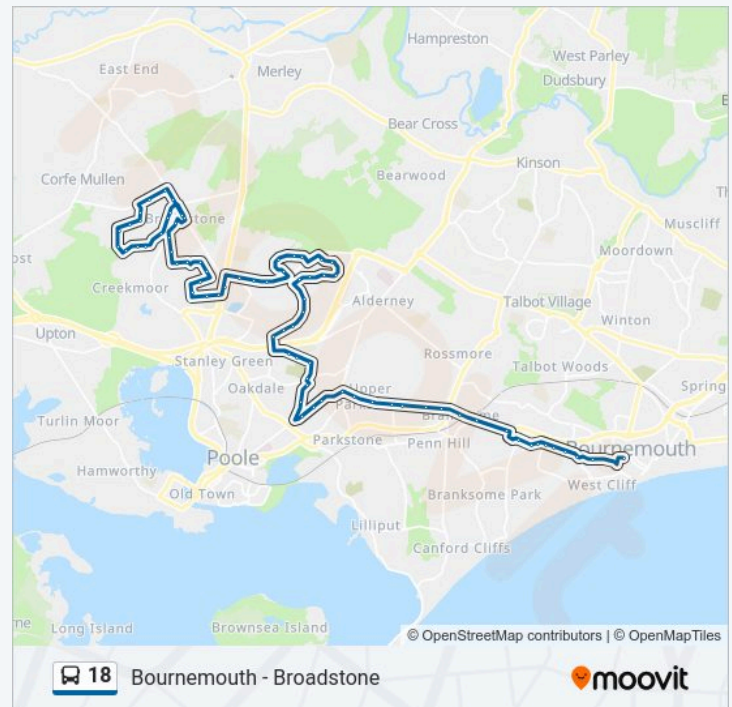 Hampreston
West Parley
East End
Merley
Dudsbury
Bear Cross
Kinson
Bearwood
Corfe Mullen
Muscliff
Broadstone
Moordown
Creekmoor
Alderney
Talbot Village
Winton
Upton
Stanley Green
Rossmore
Talbot Woods
Oakdale
Upper
Spring
Turlin Moor
Parkstone
Penn Hill
Bournemouth
Poole
Hamworthy
West Cliff
Old Town
Branksome Park
Lilliput
Canford Cliffs
Long Island
Brownsea Island
© OpenStreetMap contributors | © OpenMapTiles
18 Bournemouth - Broadstone
moovit